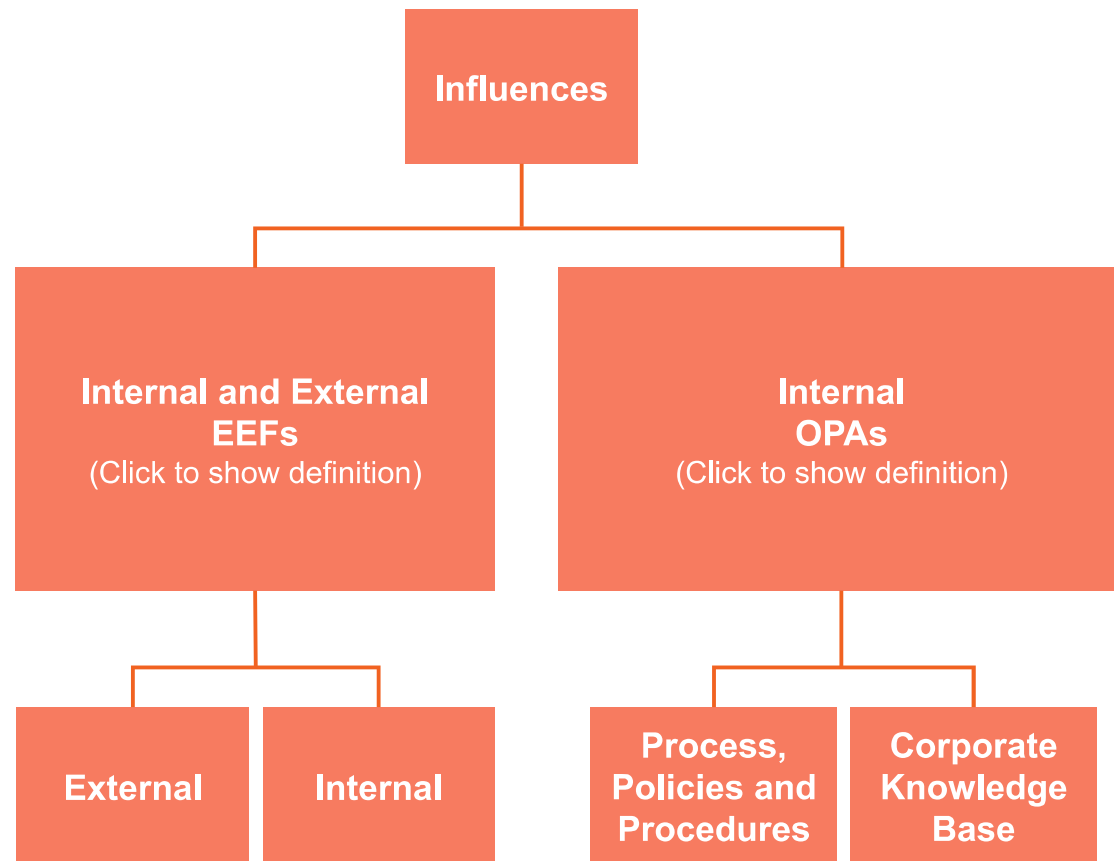 Influences
Internal and External
EEFs
(Click to show definition)
Internal
OPAs
(Click to show definition)
External
Internal
Process,
Policies and
Procedures
Corporate
Knowledge
Base